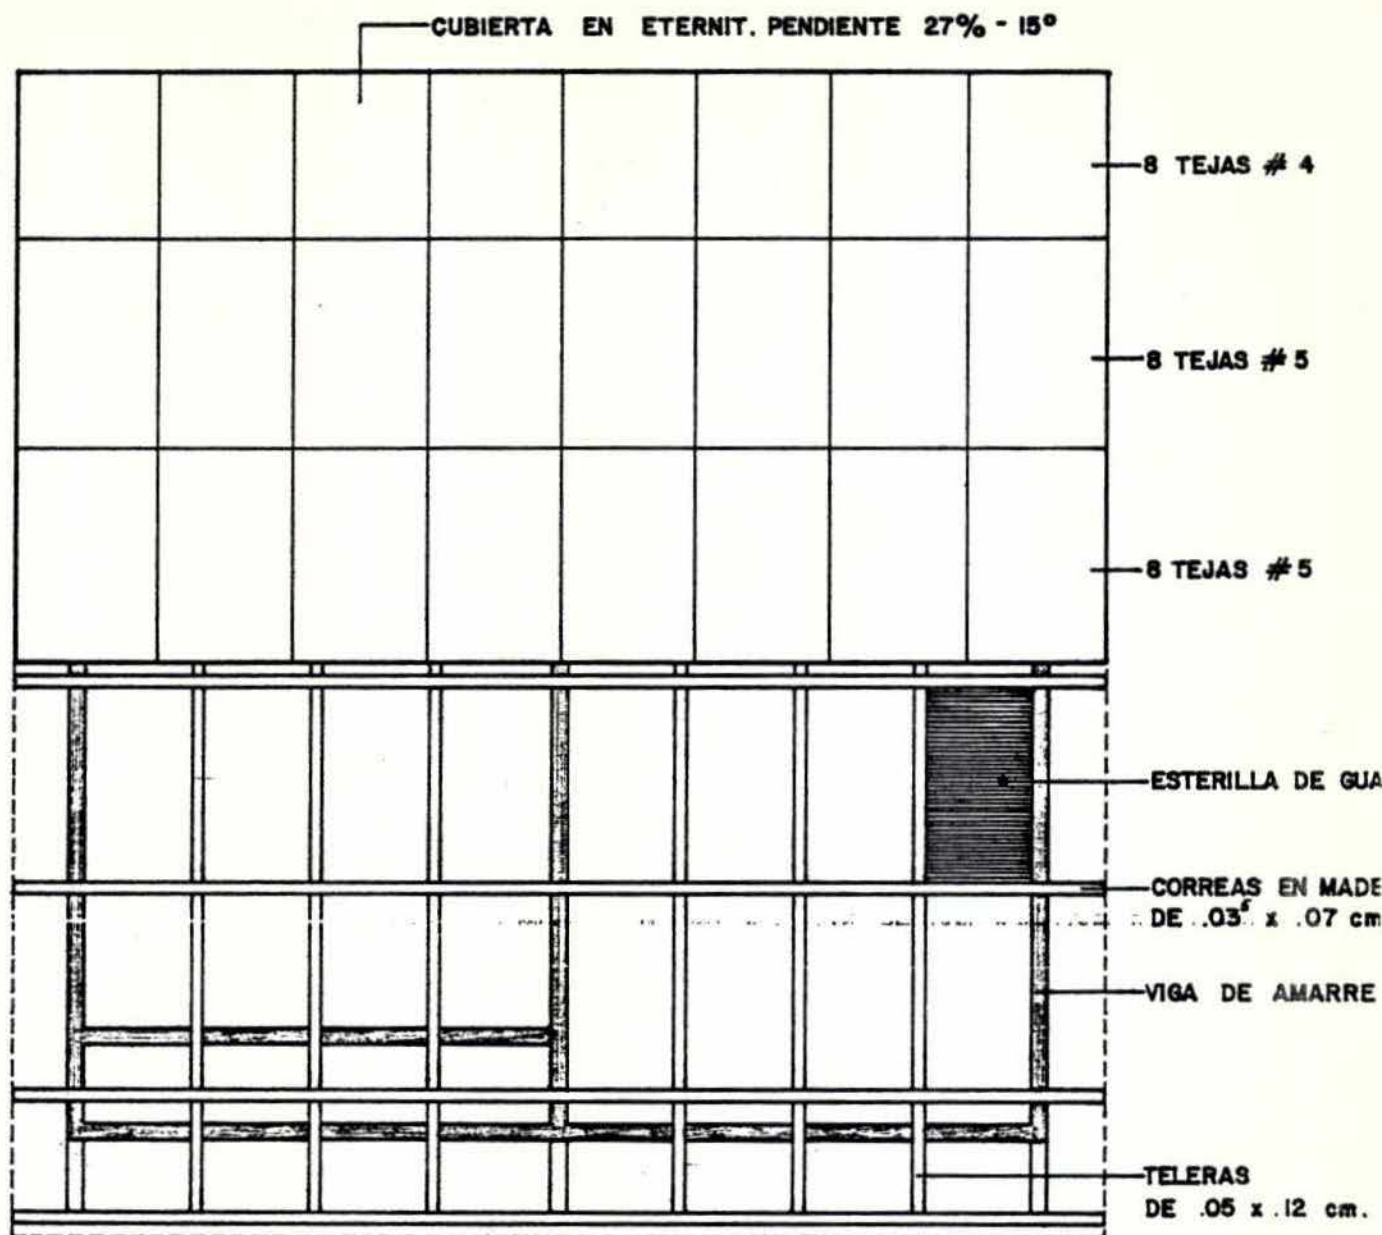 CUBIERTA EN ETERNIT. PENDIENTE 27% - 15°
8 TEJAS # 4
8 TEJAS # 5
8 TEJAS # 5
ESTERILLA DE GUA
CORREAS EN MADE
DE .03⁵ x .07 cm
VIGA DE AMARRE
TELERAS
DE .05 x .12 cm.